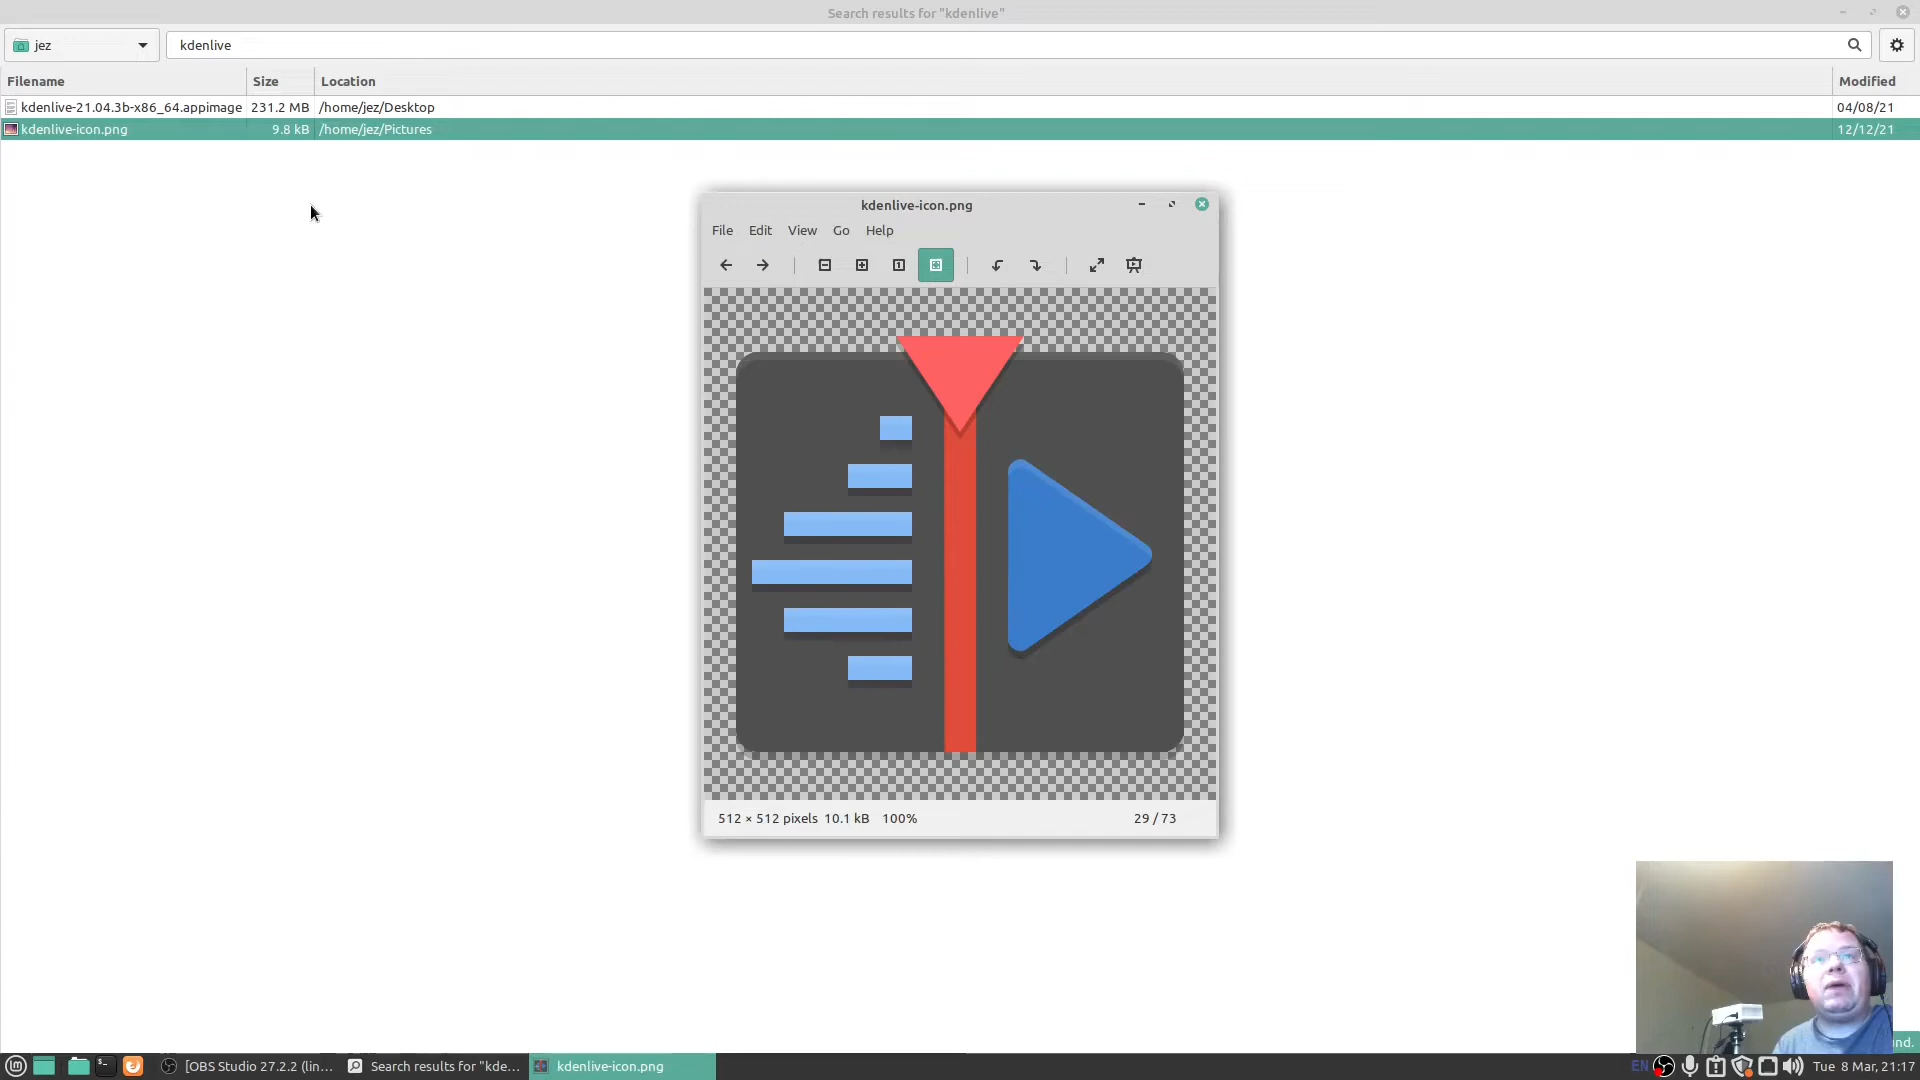 Search results for "kdenlive"
jez
kdenlive
Filename Size Location Modified
kdenlive-21.04.3b-x86_64.appimage 231.2 MB /home/jez/Desktop 04/08/21
kdenlive-icon.png 9.8 kB /home/jez/Pictures 12/12/21
kdenlive-icon.png
File Edit View Go Help
512 × 512 pixels 10.1 kB 100% 29 / 73
und.
[OBS Studio 27.2.2 (lin... Search results for "kde... kdenlive-icon.png EN Tue 8 Mar, 21:17